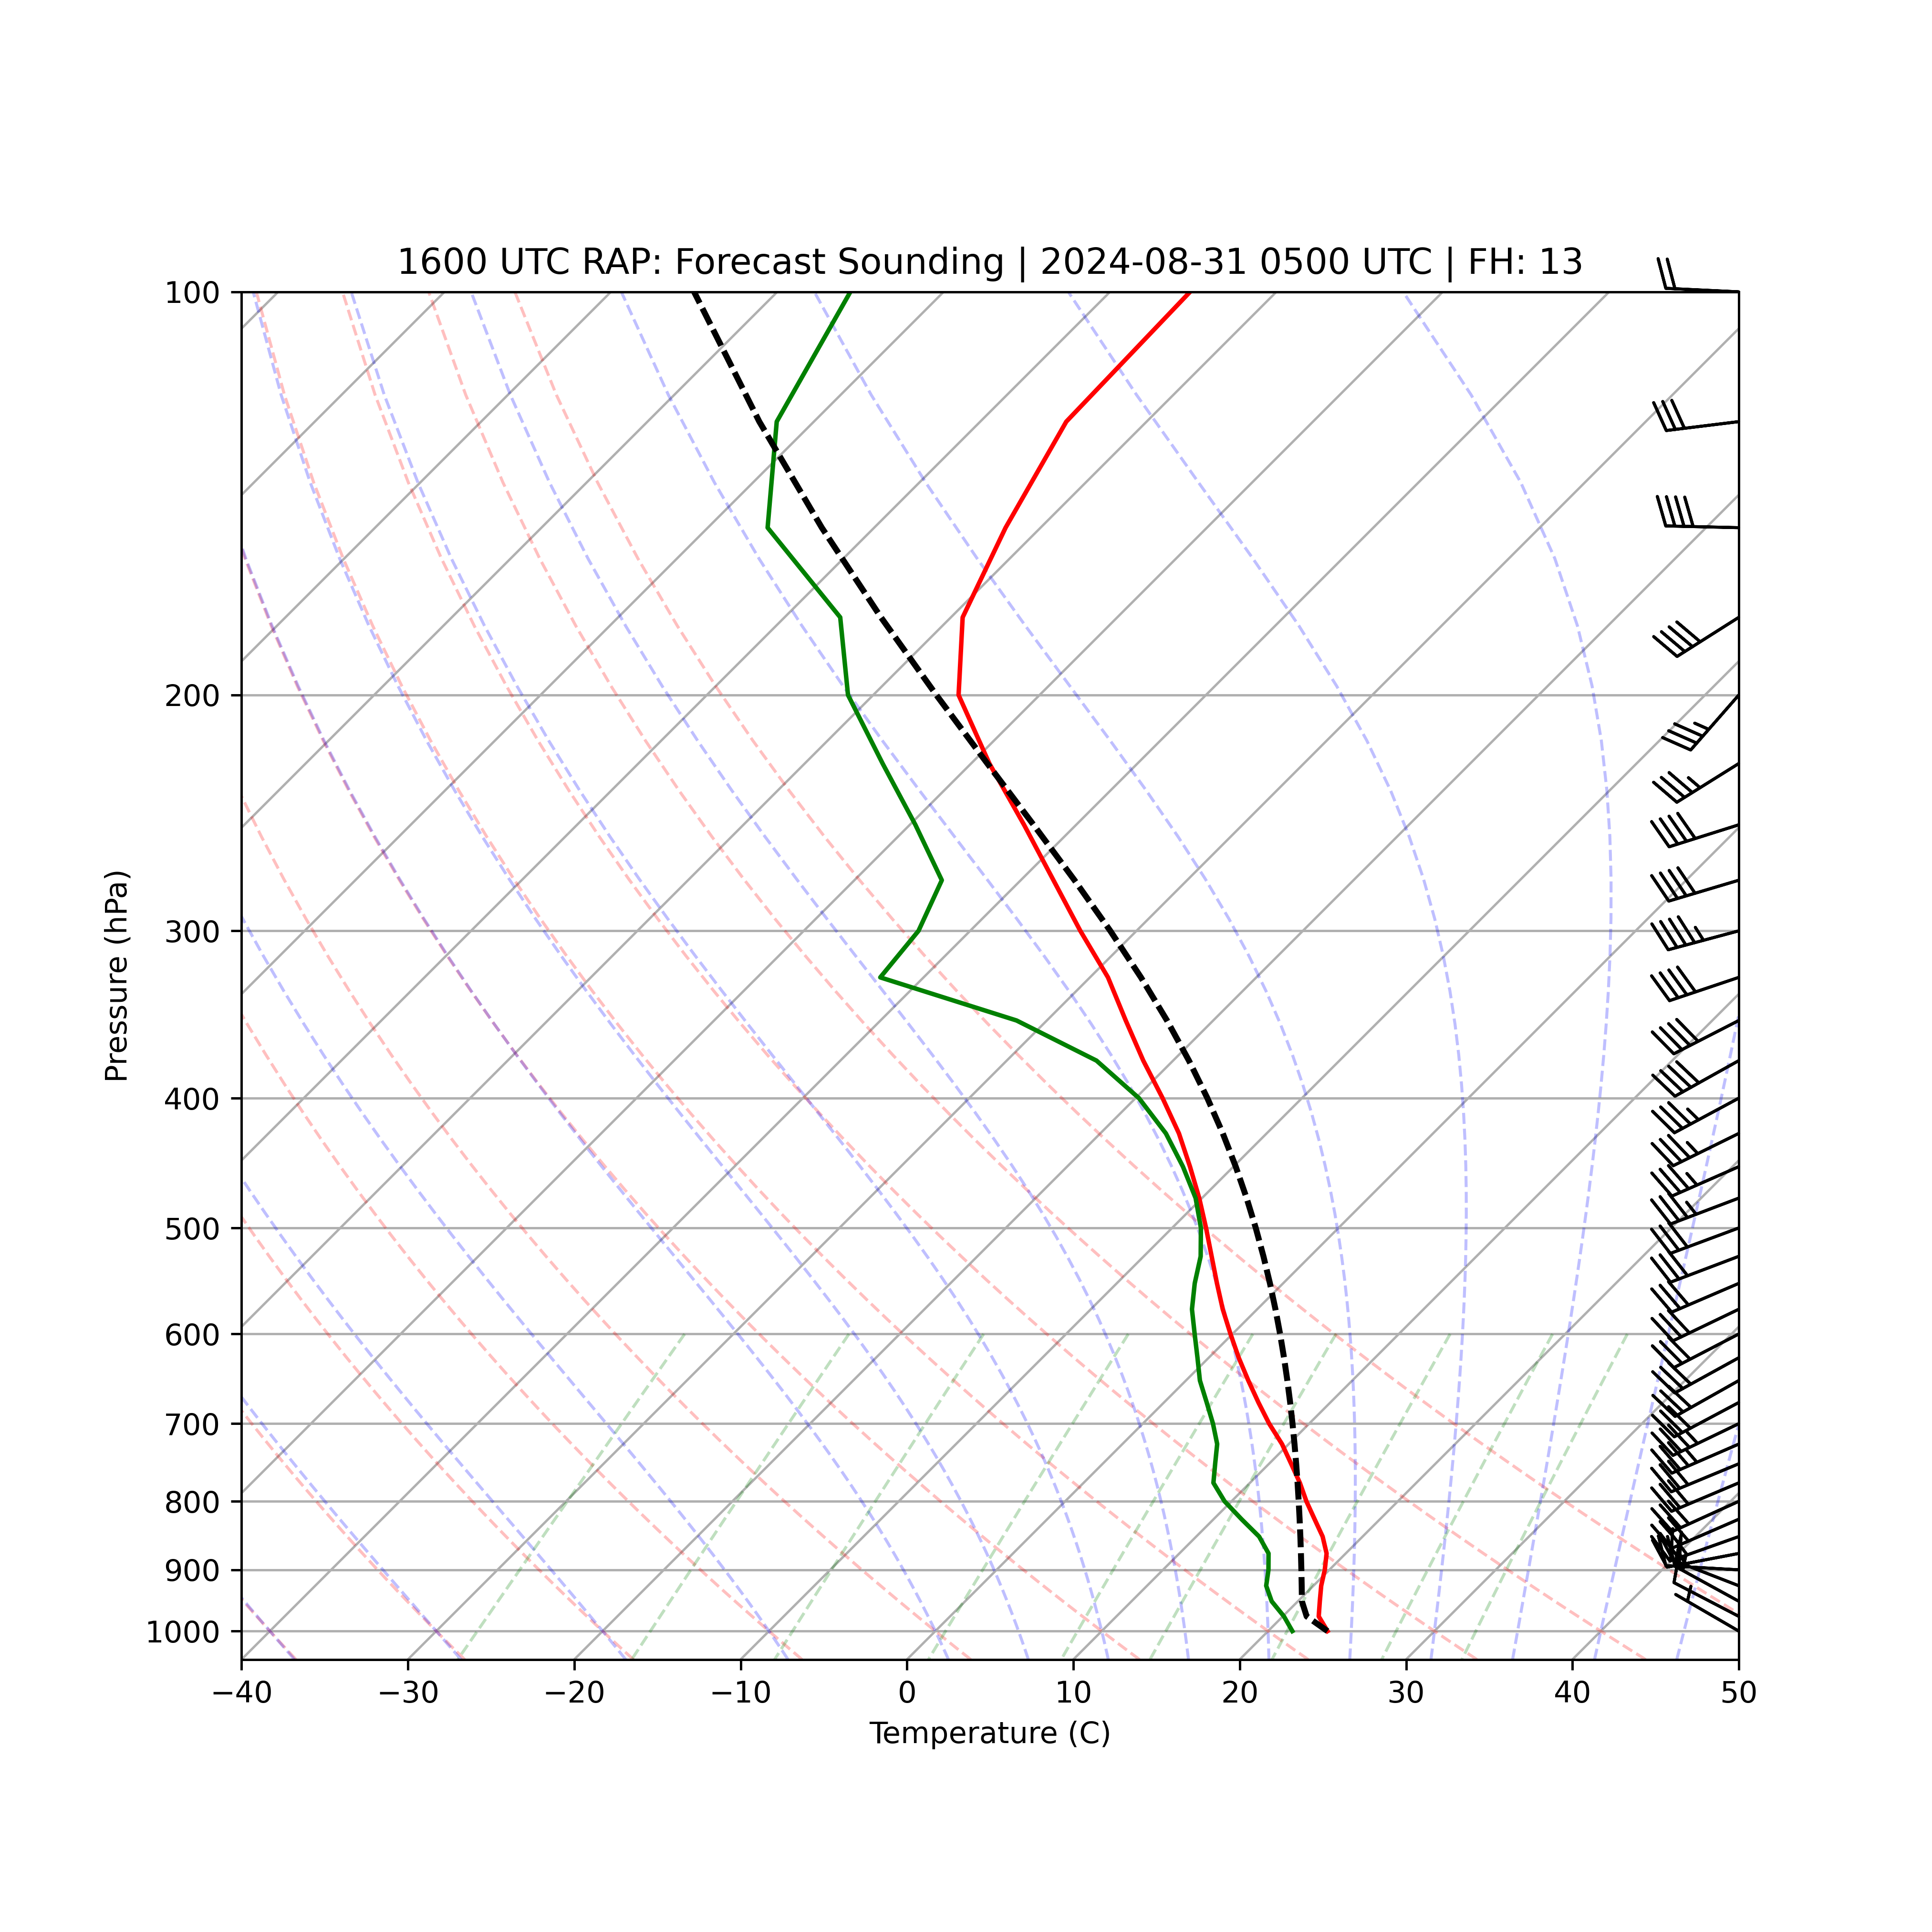 1600 UTC RAP: Forecast Sounding | 2024-08-31 0500 UTC | FH: 13
100
200
300
400
500
600
700
800
900
1000
Pressure (hPa)
−40 −30 −20 −10 0 10 20 30 40 50
Temperature (C)